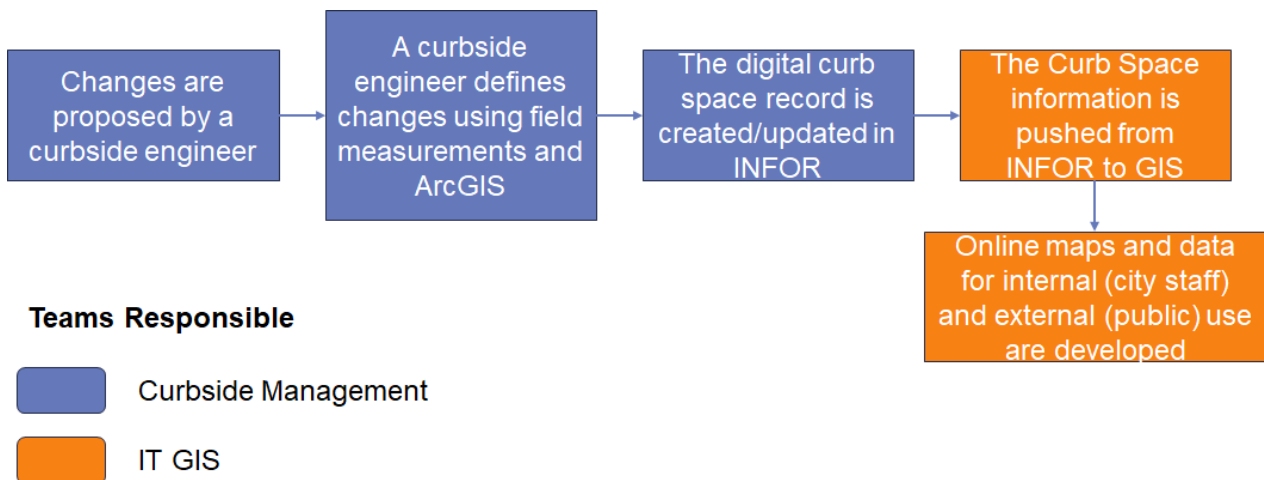 Changes are
proposed by a
curbside engineer
A curbside
engineer defines
changes using field
measurements and
ArcGIS
The digital curb
space record is
created/updated in
INFOR
The Curb Space
information is
pushed from
INFOR to GIS
Online maps and data
for internal (city staff)
and external (public) use
are developed
Teams Responsible
Curbside Management
IT GIS